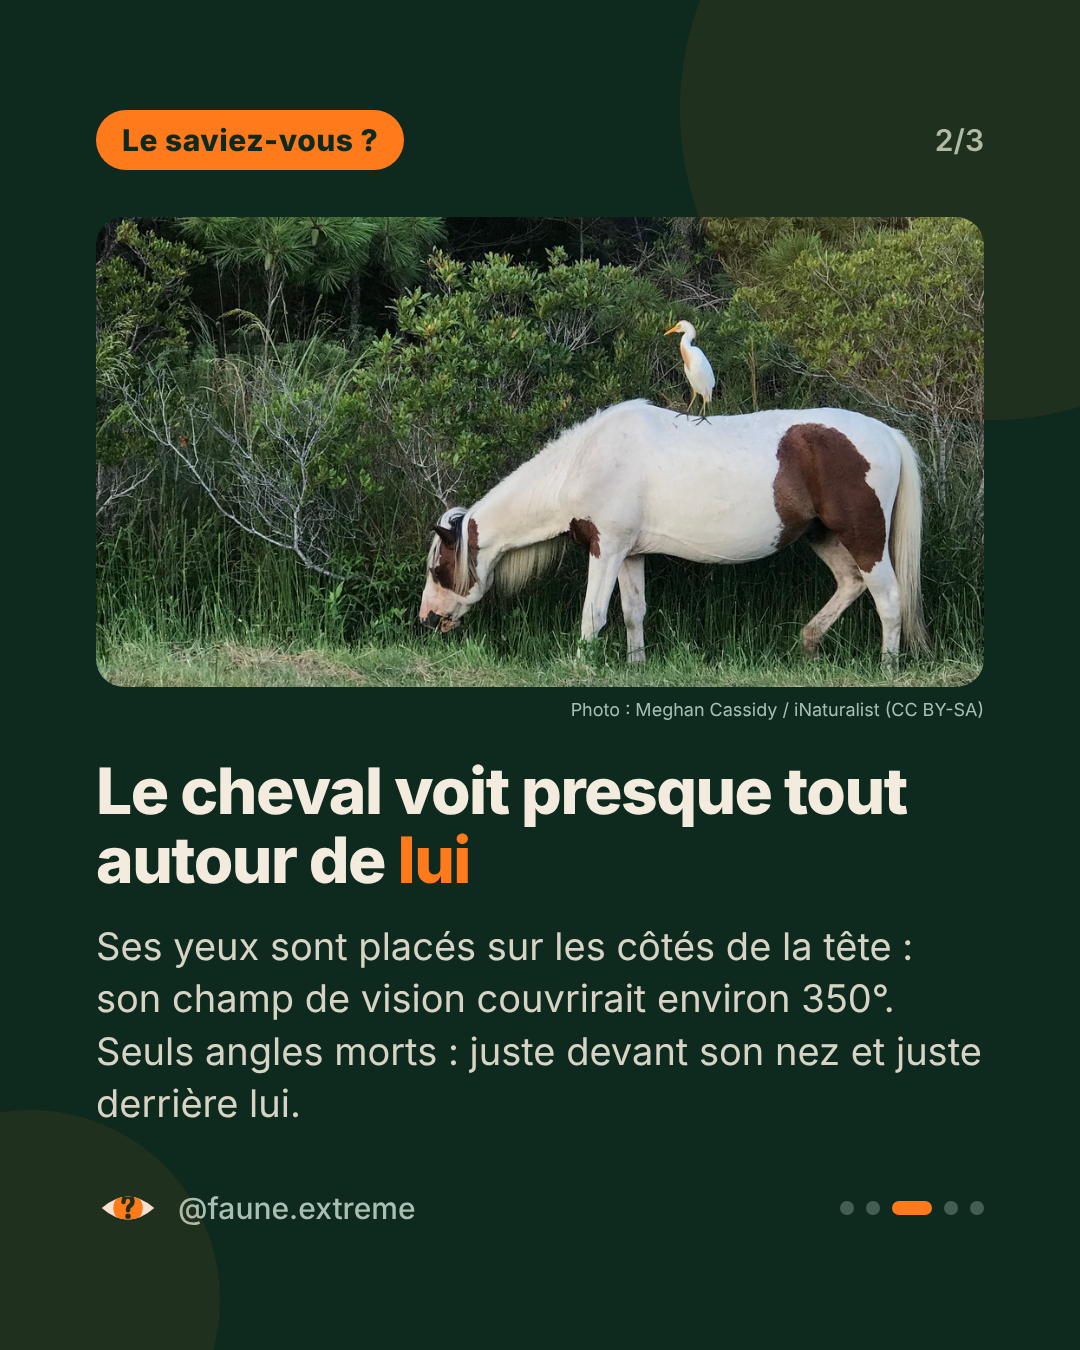 Le saviez-vous ?
2/3
Photo : Meghan Cassidy / iNaturalist (CC BY-SA)
Le cheval voit presque tout
autour de lui
Ses yeux sont placés sur les côtés de la tête :
son champ de vision couvrirait environ 350°.
Seuls angles morts : juste devant son nez et juste
derrière lui.
?
@faune.extreme